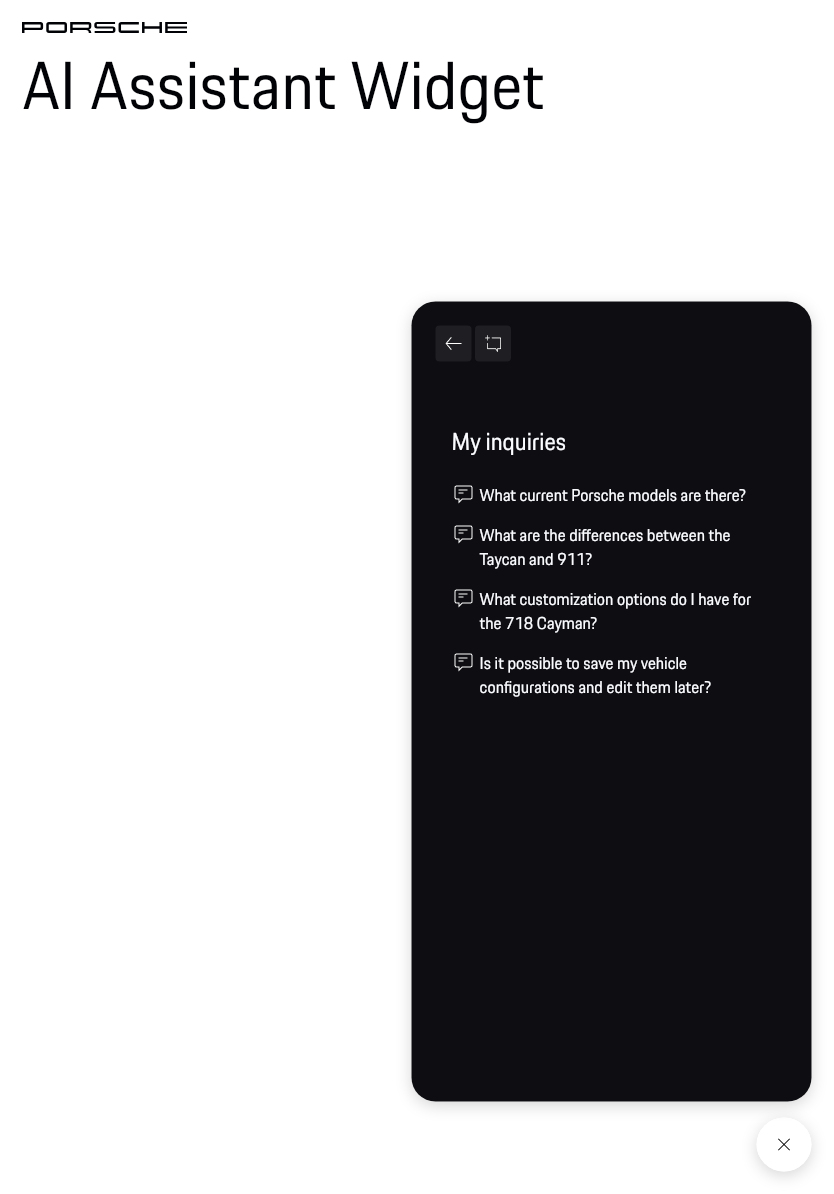 PORSCHE
AI Assistant Widget
My inquiries
What current Porsche models are there?
What are the differences between the
Taycan and 911?
What customization options do I have for
the 718 Cayman?
Is it possible to save my vehicle
configurations and edit them later?